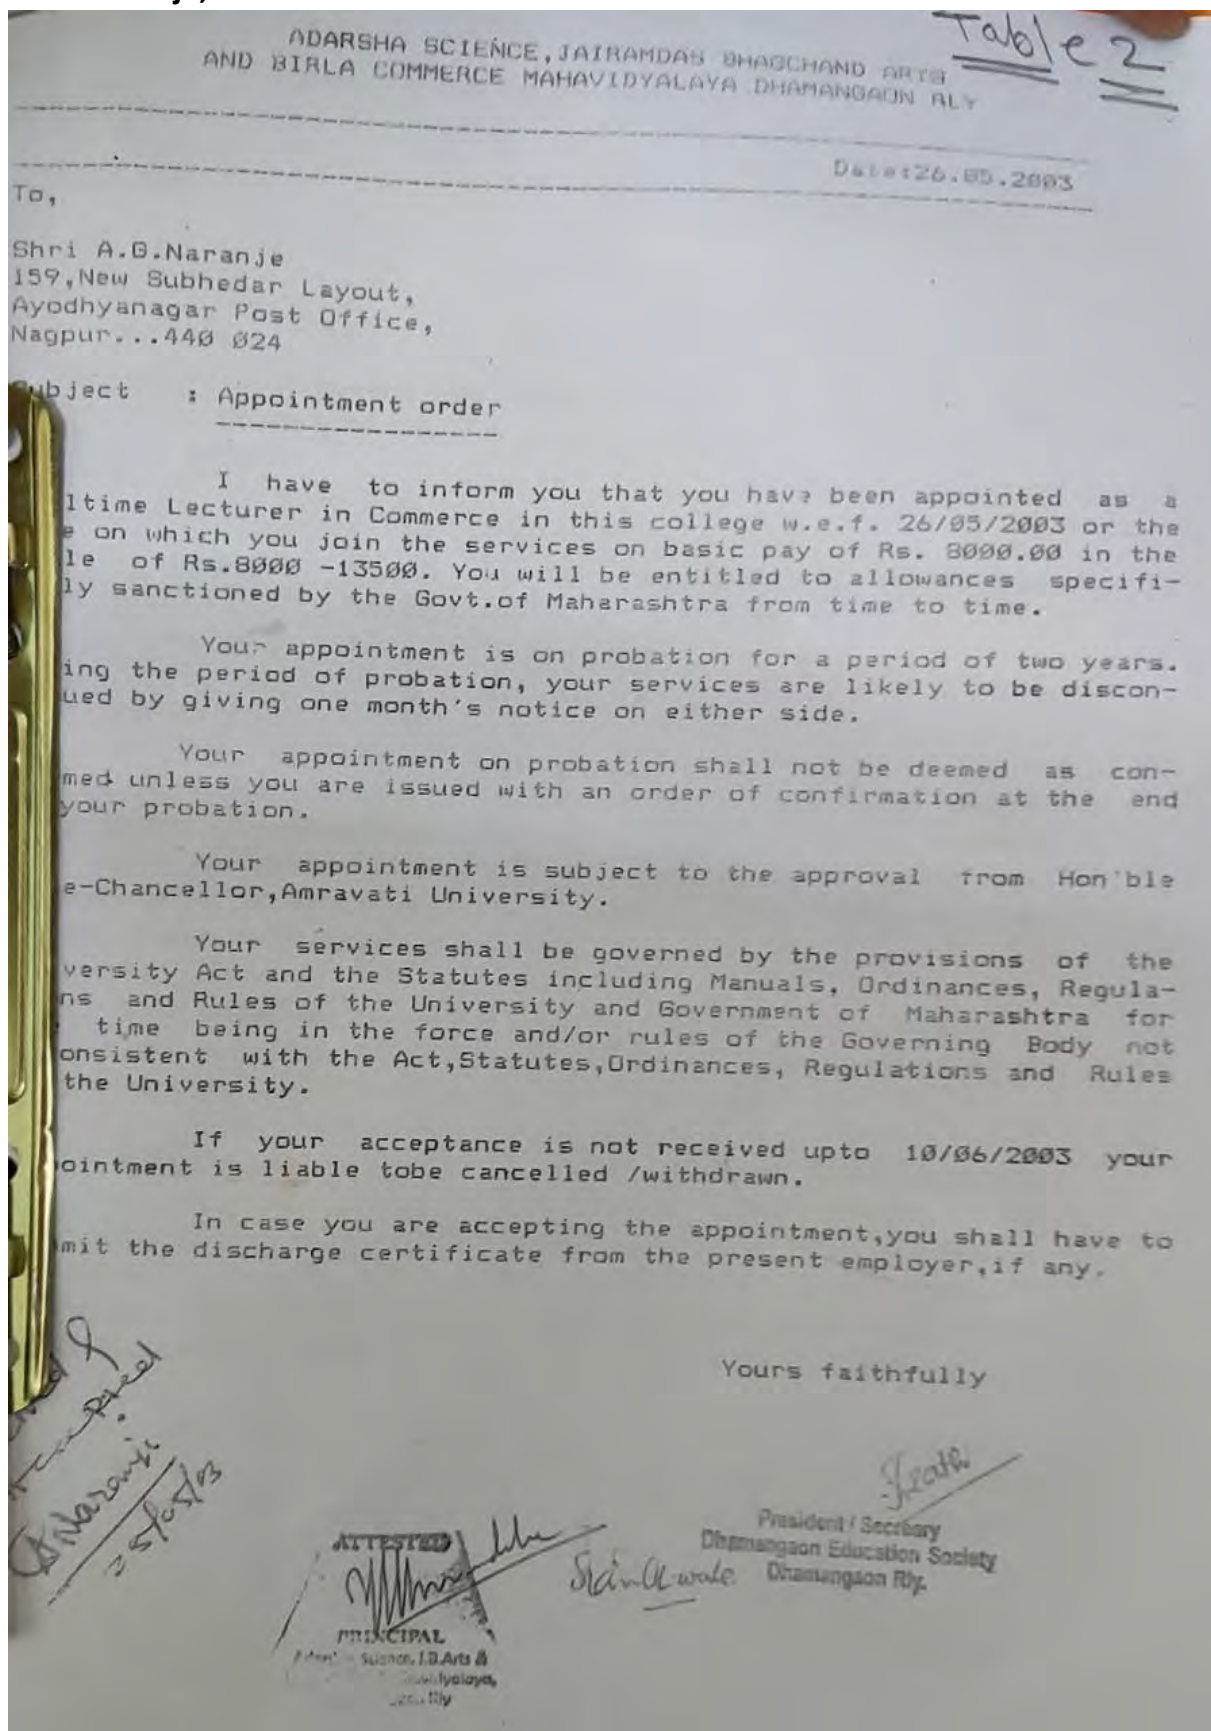 Table 2
ADARSHA SCIENCE,JAIRAMDAS BHAGCHAND ARTS
AND BIRLA COMMERCE MAHAVIDYALAYA DHAMANGAON RLY
Date:26.05.2003
To,
Shri A.G.Naranje
159,New Subhedar Layout,
Ayodhyanagar Post Office,
Nagpur...440 024
ubject : Appointment order
I have to inform you that you have been appointed as a
ltime Lecturer in Commerce in this college w.e.f. 26/05/2003 or the
e on which you join the services on basic pay of Rs. 8000.00 in the
le of Rs.8000 -13500. You will be entitled to allowances specifi-
ly sanctioned by the Govt.of Maharashtra from time to time.
Your appointment is on probation for a period of two years.
ing the period of probation, your services are likely to be discon-
ued by giving one month's notice on either side.
Your appointment on probation shall not be deemed as con-
med unless you are issued with an order of confirmation at the end
your probation.
Your appointment is subject to the approval from Hon'ble
e-Chancellor,Amravati University.
Your services shall be governed by the provisions of the
versity Act and the Statutes including Manuals, Ordinances, Regula-
ns and Rules of the University and Government of Maharashtra for
time being in the force and/or rules of the Governing Body not
onsistent with the Act,Statutes,Ordinances, Regulations and Rules
the University.
If your acceptance is not received upto 10/06/2003 your
ointment is liable tobe cancelled /withdrawn.
In case you are accepting the appointment,you shall have to
mit the discharge certificate from the present employer,if any.
Yours faithfully
President / Secretary
Dhamangaon Education Society
Dhamangaon Rly.
ATTESTED
PRINCIPAL
Science, J.B.Arts &
Rly